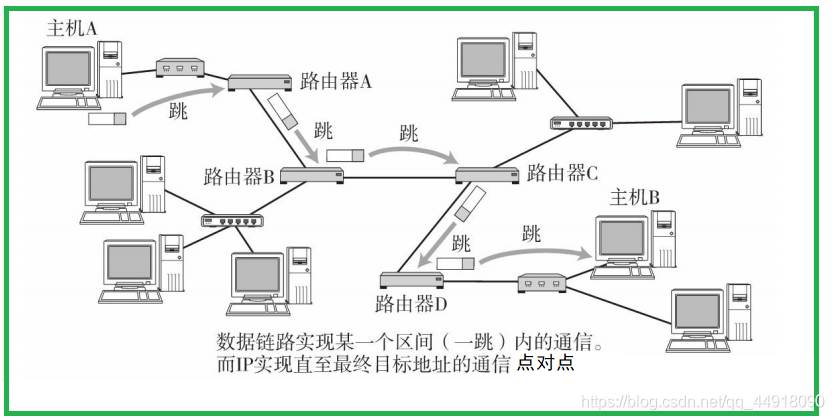 主机A
路由器A
跳
跳
跳
路由器B
路由器C
主机B
跳
跳
路由器D
数据链路实现某一个区间（一跳）内的通信。
而IP实现直至最终目标地址的通信 点对点
https://blog.csdn.net/qq_44918090